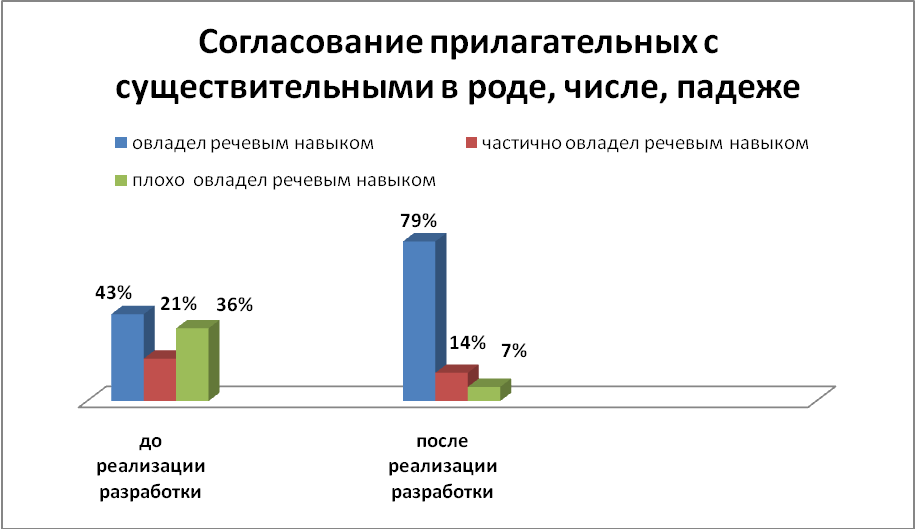 Согласование прилагательных с
существительными в роде, числе, падеже
овладел речевым навыком
частично овладел речевым навыком
плохо овладел речевым навыком
43%
21%
36%
79%
14%
7%
до
реализации
разработки
после
реализации
разработки